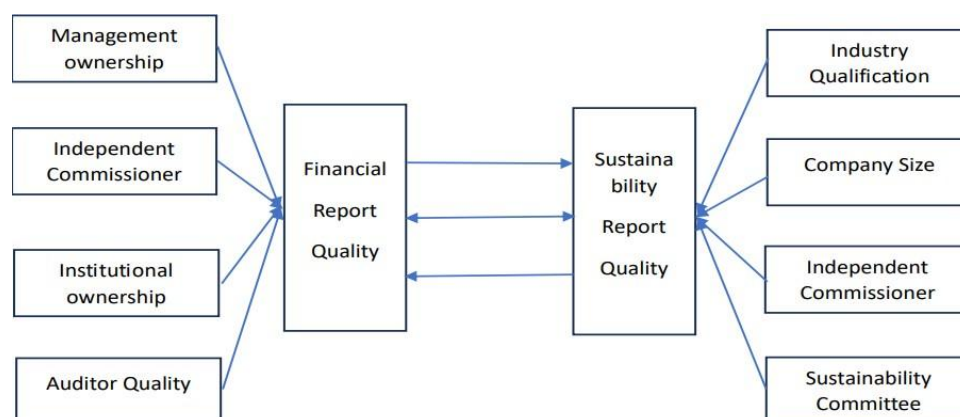 Management
ownership
Independent
Commissioner
Institutional
ownership
Auditor Quality
Financial
Report
Quality
Sustaina
bility
Report
Quality
Industry
Qualification
Company Size
Independent
Commissioner
Sustainability
Committee